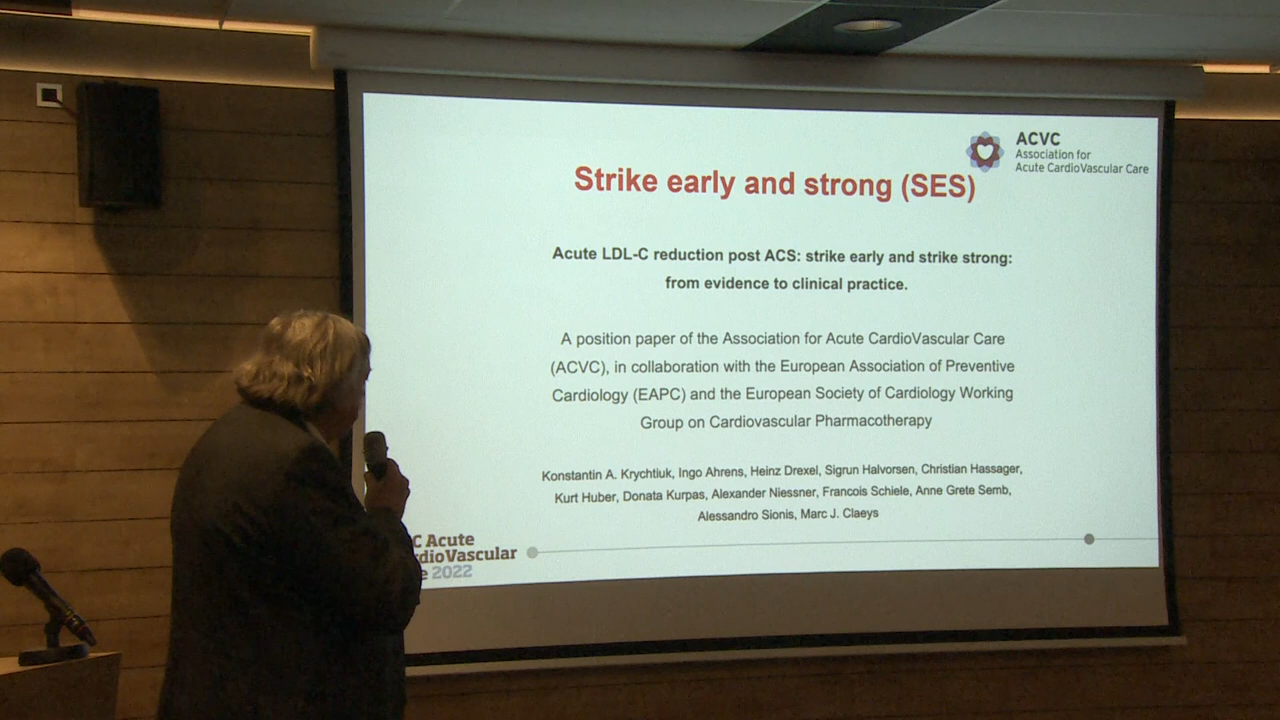 ACVC
Association for
Acute CardioVascular Care
Strike early and strong (SES)
Acute LDL-C reduction post ACS: strike early and strike strong:
from evidence to clinical practice.
A position paper of the Association for Acute CardioVascular Care
(ACVC), in collaboration with the European Association of Preventive
Cardiology (EAPC) and the European Society of Cardiology Working
Group on Cardiovascular Pharmacotherapy
Konstantin A. Krychtiuk, Ingo Ahrens, Heinz Drexel, Sigrun Halvorsen, Christian Hassager,
Kurt Huber, Donata Kurpas, Alexander Niessner, Francois Schiele, Anne Grete Semb,
Alessandro Sionis, Marc J. Claeys
C Acute
dioVascular
e 2022